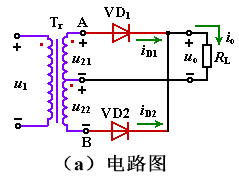 Tr A VD1
iD1 io
u1 u21 uo RL
u22 iD2
B VD2
（a）电路图